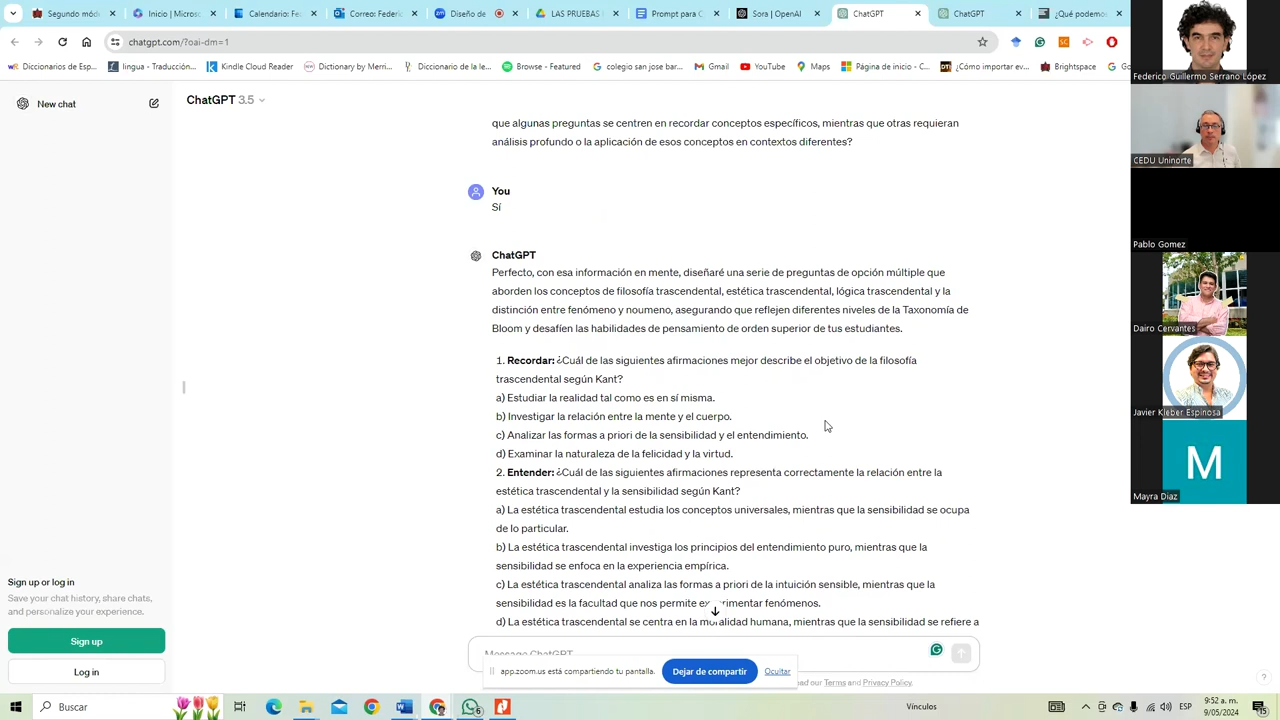 Segundo módu
Inicio | Micros
Calendario: Fe
Correo: Federic
Diseño de
LAS PRUEBAS
Prompt para C
Sora | OpenAI
ChatGPT
ChatGPT
¿Qué podemos
chatgpt.com/?oai-dm=1
Diccionarios de Esp...
lingua - Traducción...
Kindle Cloud Reader
Dictionary by Merri...
Diccionario de la le...
Browse - Featured
colegio san jose bar...
Gmail
YouTube
Maps
Página de inicio - C...
¿Cómo importar ev...
Brightspace
New chat
ChatGPT 3.5
que algunas preguntas se centren en recordar conceptos específicos, mientras que otras requieran
análisis profundo o la aplicación de esos conceptos en contextos diferentes?
You
Sí
ChatGPT
Perfecto, con esa información en mente, diseñaré una serie de preguntas de opción múltiple que
aborden los conceptos de filosofía trascendental, estética trascendental, lógica trascendental y la
distinción entre fenómeno y noumeno, asegurando que reflejen diferentes niveles de la Taxonomía de
Bloom y desafíen las habilidades de pensamiento de orden superior de tus estudiantes.
1. Recordar: ¿Cuál de las siguientes afirmaciones mejor describe el objetivo de la filosofía
trascendental según Kant?
a) Estudiar la realidad tal como es en sí misma.
b) Investigar la relación entre la mente y el cuerpo.
c) Analizar las formas a priori de la sensibilidad y el entendimiento.
d) Examinar la naturaleza de la felicidad y la virtud.
2. Entender: ¿Cuál de las siguientes afirmaciones representa correctamente la relación entre la
estética trascendental y la sensibilidad según Kant?
a) La estética trascendental estudia los conceptos universales, mientras que la sensibilidad se ocupa
de lo particular.
b) La estética trascendental investiga los principios del entendimiento puro, mientras que la
sensibilidad se enfoca en la experiencia empírica.
c) La estética trascendental analiza las formas a priori de la intuición sensible, mientras que la
sensibilidad es la facultad que nos permite experimentar fenómenos.
d) La estética trascendental se centra en la moralidad humana, mientras que la sensibilidad se refiere a
Sign up or log in
Save your chat history, share chats,
and personalize your experience.
Sign up
Log in
Message ChatGPT
app.zoom.us está compartiendo tu pantalla.
Dejar de compartir
Ocultar
ad our Terms and Privacy Policy.
?
Federico Guillermo Serrano López
CEDU Uninorte
Pablo Gomez
Dairo Cervantes
Javier Kleber Espinosa
M
Mayra Diaz
Buscar
Vínculos
ESP
9:52 a. m.
9/05/2024